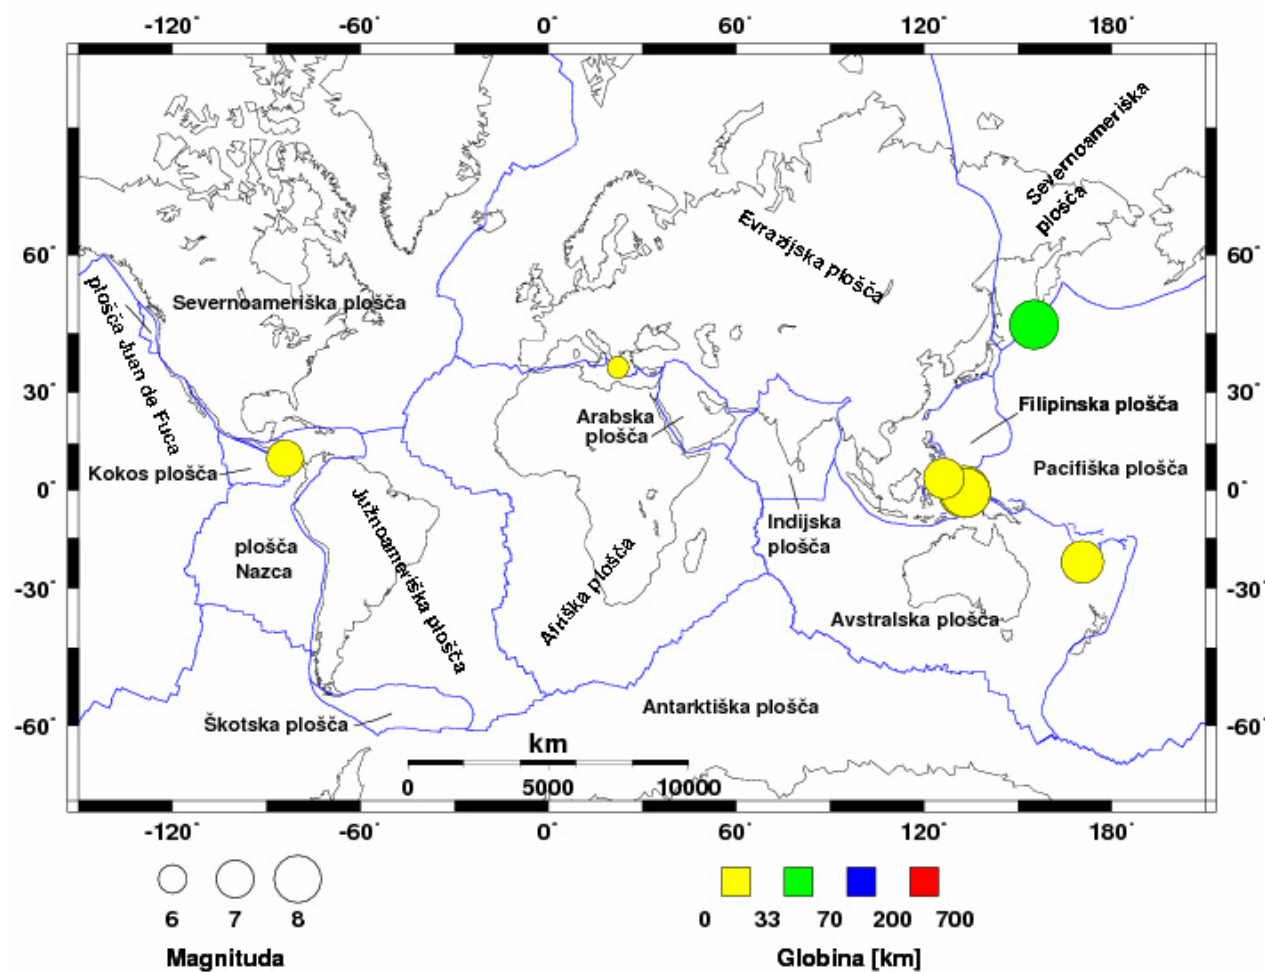 -120° -60° 0° 60° 120° 180°
Severnoameriška
plošča
Evrazijska plošča
60° 60°
Severnoameriška plošča
plošča Juan de Fuca
30° 30°
Filipinska plošča
Arabska
plošča
Kokos plošča
Pacifiška plošča
0° 0°
Južnoameriška plošča
Indijska
plošča
plošča
Nazca
Afriška plošča
-30° -30°
Avstralska plošča
Antarktiška plošča
Škotska plošča
-60° -60°
km
0 5000 10000
-120° -60° 0° 60° 120° 180°
6 7 8
0 33 70 200 700
Magnituda
Globina [km]